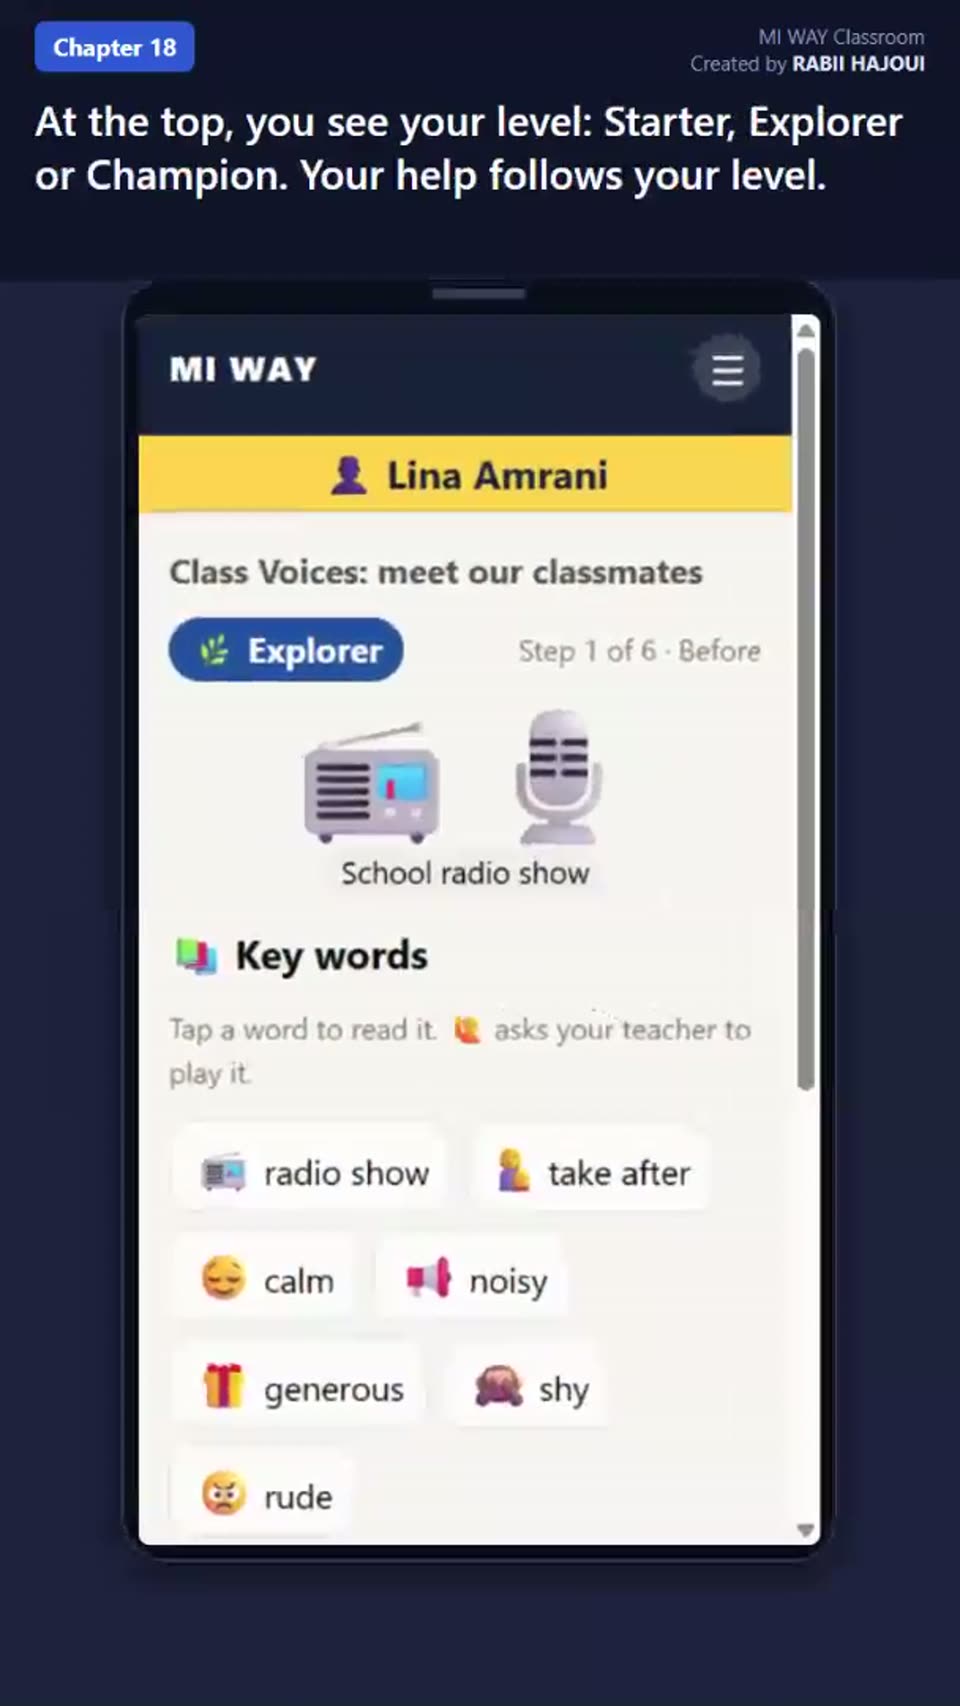 Chapter 18
MI WAY Classroom
Created by RABII HAJOUI
At the top, you see your level: Starter, Explorer
or Champion. Your help follows your level.
MI WAY
Lina Amrani
Class Voices: meet our classmates
Explorer
Step 1 of 6 · Before
School radio show
Key words
Tap a word to read it. asks your teacher to
play it.
radio show
take after
calm
noisy
generous
shy
rude